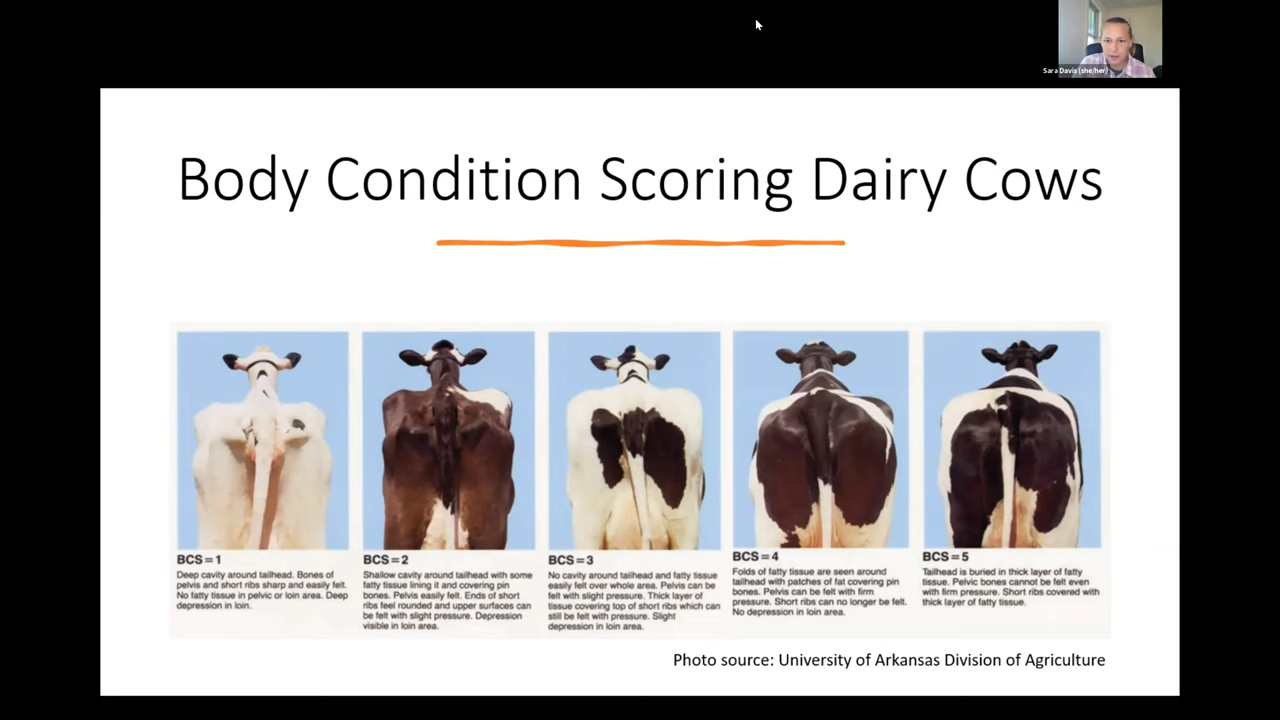 Sara Davis (she/her)
Body Condition Scoring Dairy Cows
BCS=1
Deep cavity around tailhead. Bones of
pelvis and short ribs sharp and easily felt.
No fatty tissue in pelvic or loin area. Deep
depression in loin.
BCS=2
Shallow cavity around tailhead with some
fatty tissue lining it and covering pin
bones. Pelvis easily felt. Ends of short
ribs feel rounded and upper surfaces can
be felt with slight pressure. Depression
visible in loin area.
BCS=3
No cavity around tailhead and fatty tissue
easily felt over whole area. Pelvis can be
felt with slight pressure. Thick layer of
tissue covering top of short ribs which can
still be felt with pressure. Slight
depression in loin area.
BCS=4
Folds of fatty tissue are seen around
tailhead with patches of fat covering pin
bones. Pelvis can be felt with firm
pressure. Short ribs can no longer be felt.
No depression in loin area.
BCS=5
Tailhead is buried in thick layer of fatty
tissue. Pelvic bones cannot be felt even
with firm pressure. Short ribs covered with
thick layer of fatty tissue.
Photo source: University of Arkansas Division of Agriculture